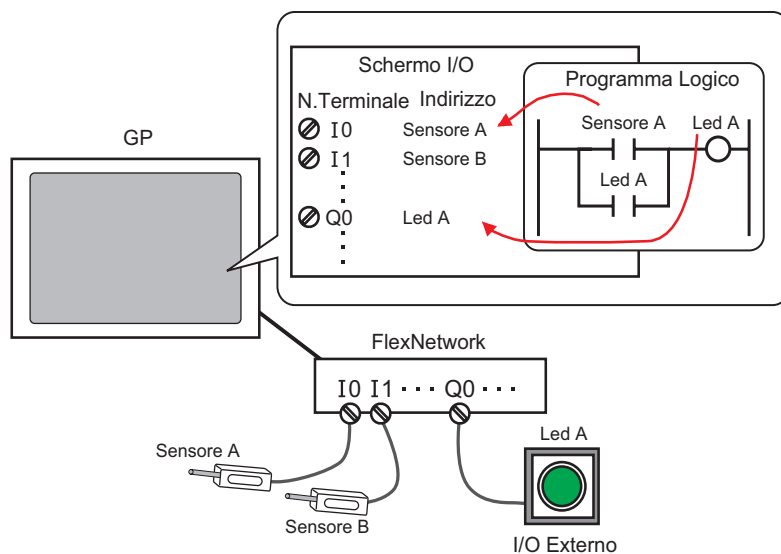 Schermo I/O
N.Terminale Indirizzo
I0 Sensore A
I1 Sensore B
Q0 Led A
Programma Logico
Sensore A Led A
Led A
GP
FlexNetwork
I0 I1 ··· Q0 ···
Sensore A
Sensore B
Led A
I/O Externo